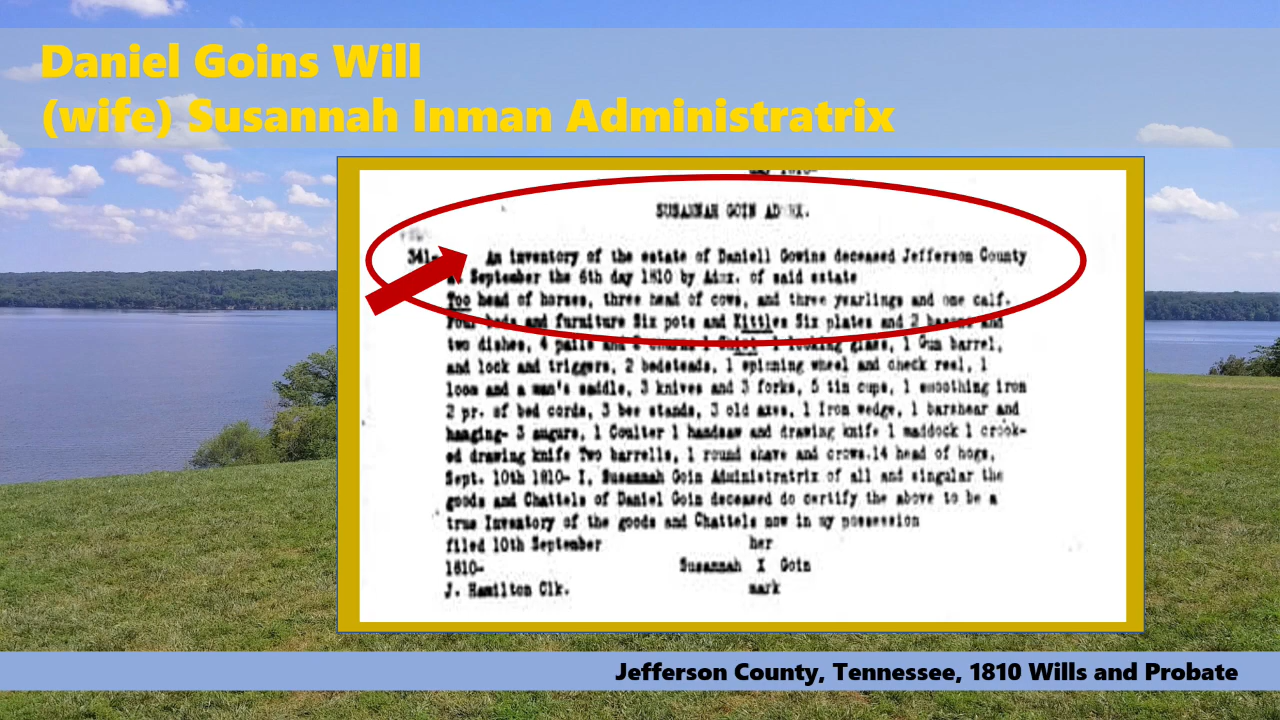 Daniel Goins Will
(wife) Susannah Inman Administratrix
SUSANNAH GOIN
341-
An inventory of the estate of Daniell Gowins deceased Jefferson County
September the 6th day 1810 by Admx. of said estate
Too head of horses, three head of cows, and three yearlings and one calf.
Four beds and furniture Six pots and Kittles Six plates and 2 basons and
two dishes, 4 pails and 2 churns 1 1 looking glass, 1 Gun barrel,
and lock and triggers, 2 bedsteads, 1 spinning wheel and check reel, 1
loom and a man's saddle, 3 knives and 3 forks, 5 tin cups, 1 smoothing iron
2 pr. of bed cords, 3 bee stands, 3 old axes, 1 Iron wedge, 1 barshear and
hanging- 3 augurs, 1 Coulter 1 handsaw and drawing knife 1 maddock 1 crook-
ed drawing knife Two barrells, 1 round shave and crows.14 head of hogs,
Sept. 10th 1810- I, Susannah Goin Administratrix of all and singular the
goods and Chattels of Daniel Goin deceased do certify the above to be a
true Inventory of the goods and Chattels now in my possession
filed 10th September her
1810- Susannah X Goin
J. Hamilton Clk. mark
Jefferson County, Tennessee, 1810 Wills and Probate